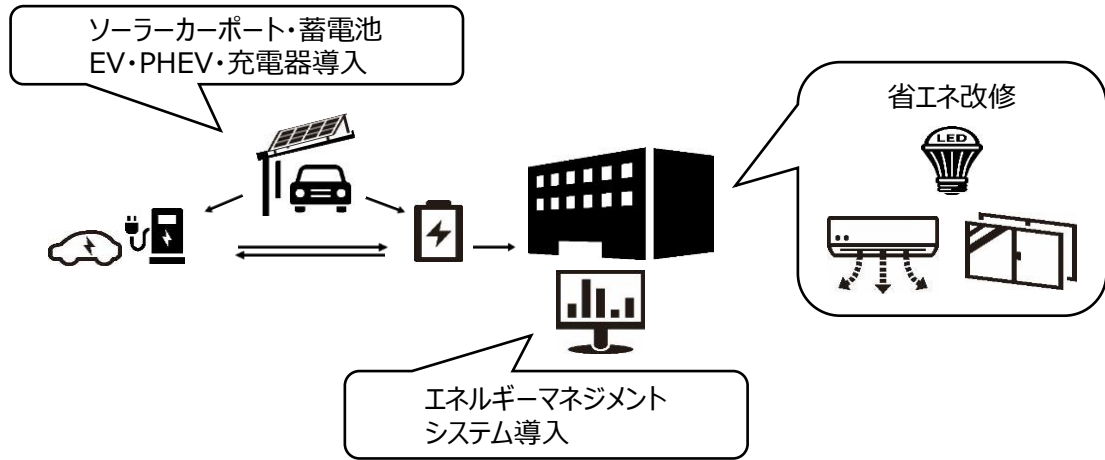 ソーラーカーポート・蓄電池
EV・PHEV・充電器導入
省エネ改修
LED
エネルギーマネジメント
システム導入